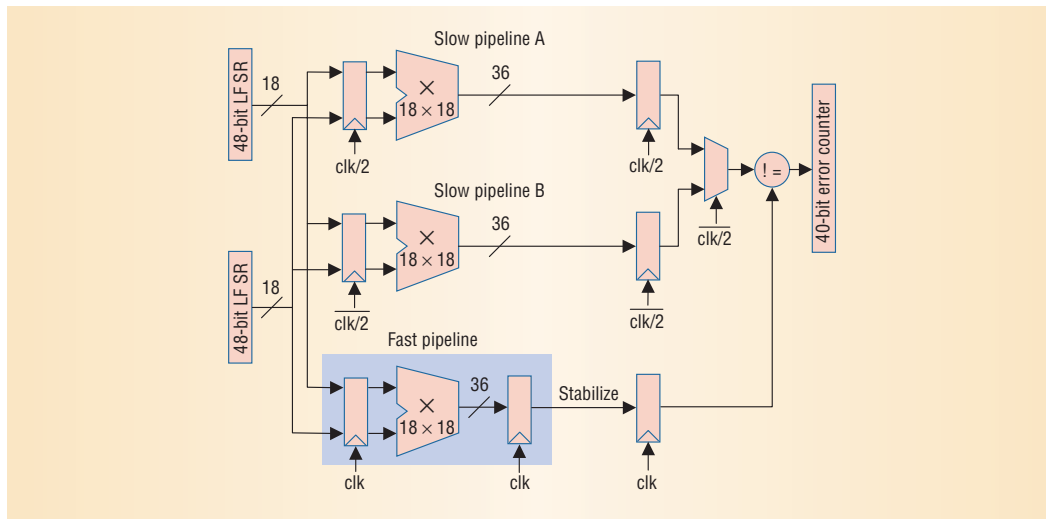 Slow pipeline A
48-bit LF SR
18
×
18 × 18
36
clk/2
clk/2
Slow pipeline B
48-bit LF SR
18
×
18 × 18
36
clk/2
clk/2
clk/2
! =
40-bit error counter
Fast pipeline
×
18 × 18
36
Stabilize
clk
clk
clk